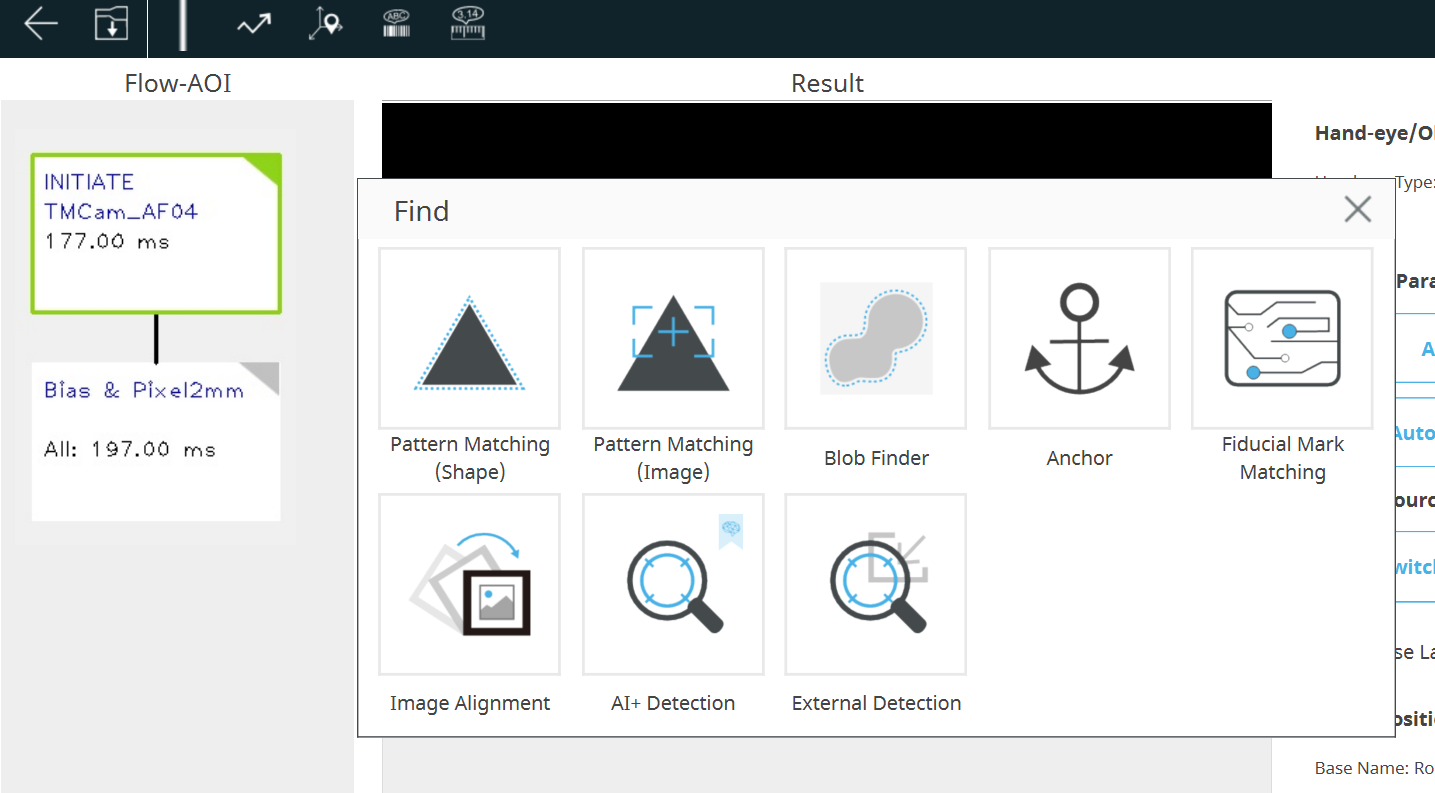 ABC
3.14
Flow-AOI
Result
INITIATE
TMCam_AF04
177.00 ms
Bias & Pixel2mm
All: 197.00 ms
Find
Pattern Matching
(Shape)
Pattern Matching
(Image)
Blob Finder
Anchor
Fiducial Mark
Matching
Image Alignment
AI+ Detection
External Detection
Hand-eye/O
Type:
Para
A
Auto
ourc
witch
se La
ositi
Base Name: Ro